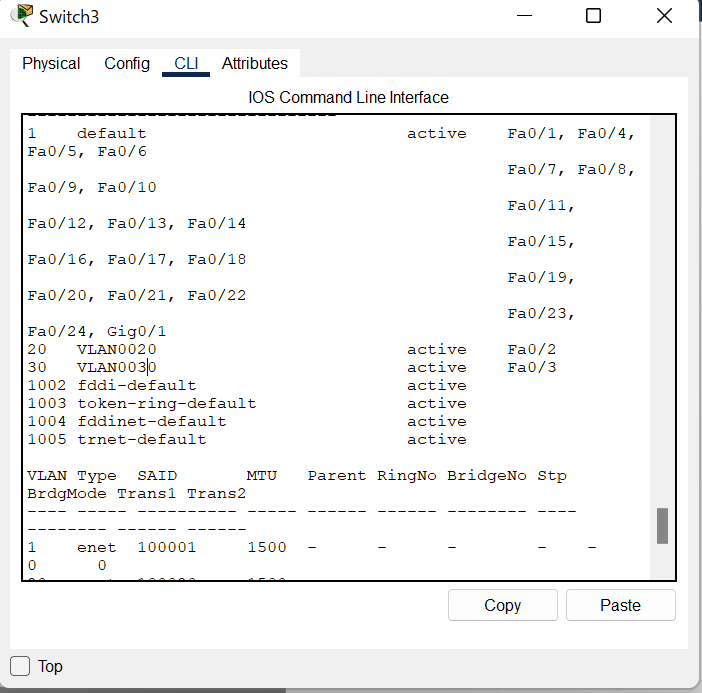 Switch3
Physical Config CLI Attributes
IOS Command Line Interface
1 default active Fa0/1, Fa0/4,
Fa0/5, Fa0/6
Fa0/7, Fa0/8,
Fa0/9, Fa0/10
Fa0/11,
Fa0/12, Fa0/13, Fa0/14
Fa0/15,
Fa0/16, Fa0/17, Fa0/18
Fa0/19,
Fa0/20, Fa0/21, Fa0/22
Fa0/23,
Fa0/24, Gig0/1
20 VLAN0020 active Fa0/2
30 VLAN0030 active Fa0/3
1002 fddi-default active
1003 token-ring-default active
1004 fddinet-default active
1005 trnet-default active
VLAN Type SAID MTU Parent RingNo BridgeNo Stp
BrdgMode Trans1 Trans2
---- ----- ---------- ----- ------ ------ -------- ----
-------- ------ ------
1 enet 100001 1500 - - - - -
0 0
Copy Paste
Top